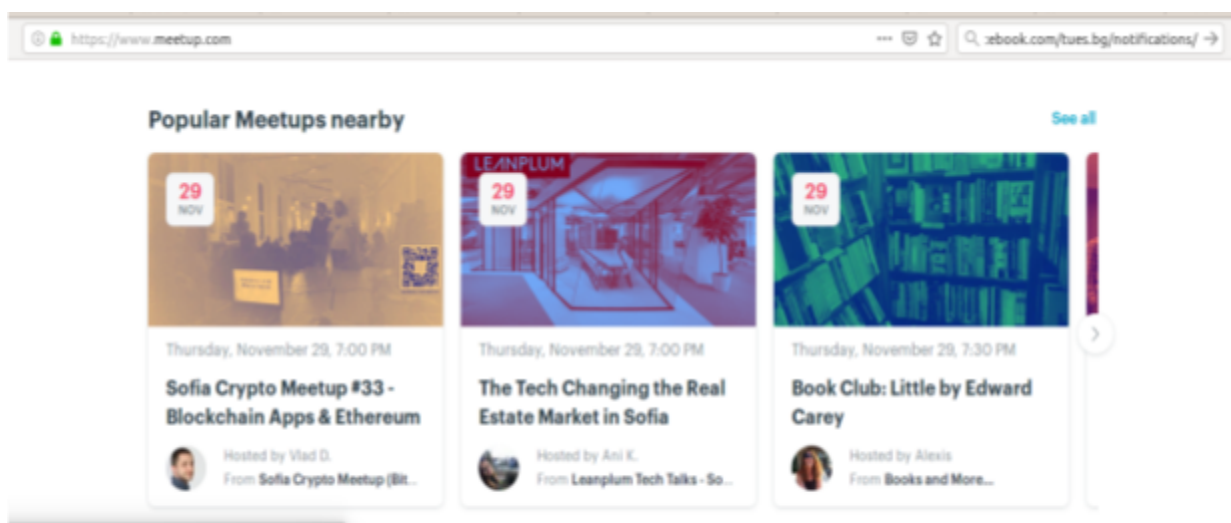 https://www.meetup.com
ebook.com/tues.bg/notifications/
Popular Meetups nearby
See all
29
NOV
Thursday, November 29, 7:00 PM
Sofia Crypto Meetup #33 -
Blockchain Apps & Ethereum
Hosted by Vlad D.
From Sofia Crypto Meetup (Bit...
LEANPLUM
29
NOV
Thursday, November 29, 7:00 PM
The Tech Changing the Real
Estate Market in Sofia
Hosted by Ani K.
From Leanplum Tech Talks - So...
29
NOV
Thursday, November 29, 7:30 PM
Book Club: Little by Edward
Carey
Hosted by Alexis
From Books and More...